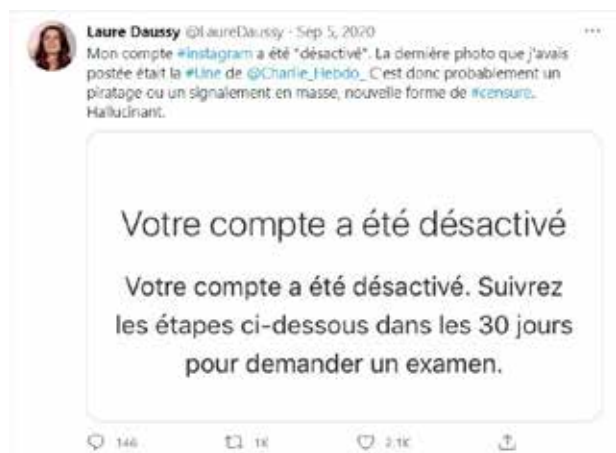 Laure Daussy @LaureDaussy · Sep 5, 2020
Mon compte #instagram a été "désactivé". La dernière photo que j'avais
postée était la #Une de @Charlie_Hebdo_ C'est donc probablement un
piratage ou un signalement en masse, nouvelle forme de #censure.
Hallucinant.
Votre compte a été désactivé
Votre compte a été désactivé. Suivrez
les étapes ci-dessous dans les 30 jours
pour demander un examen.
146 1K 2.1K